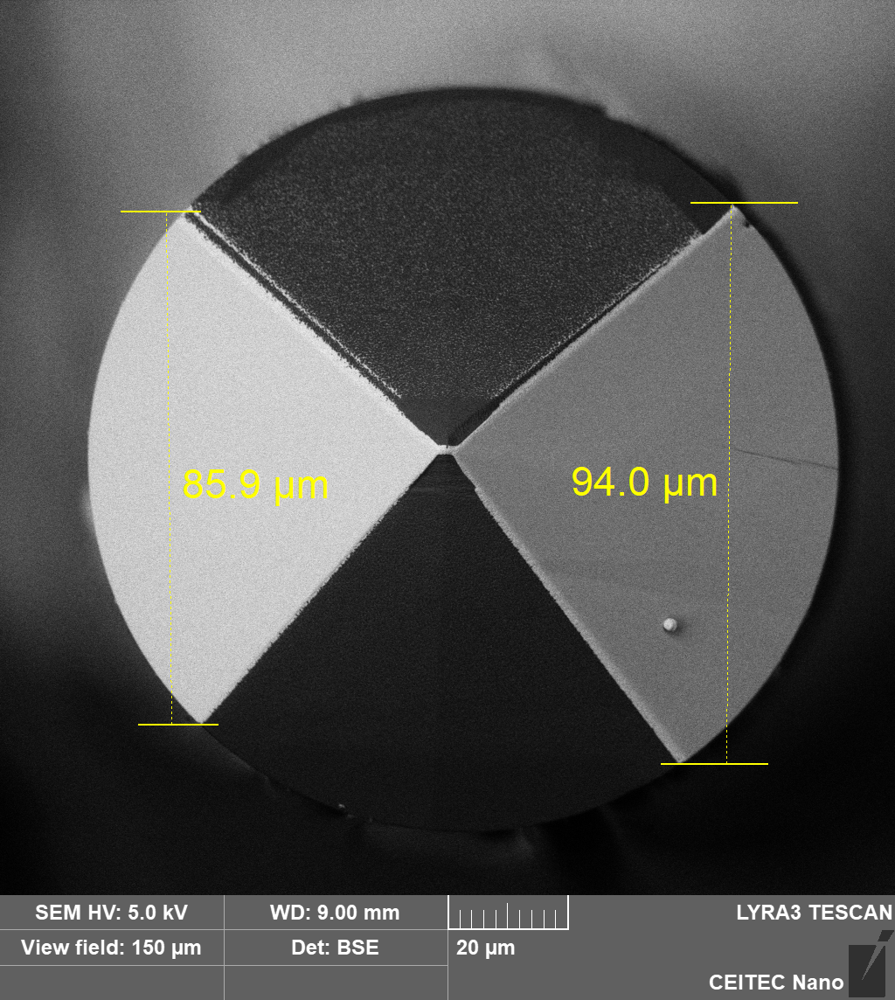 85.9 µm
94.0 µm
SEM HV: 5.0 kV
WD: 9.00 mm
LYRA3 TESCAN
View field: 150 µm
Det: BSE
20 µm
CEITEC Nano